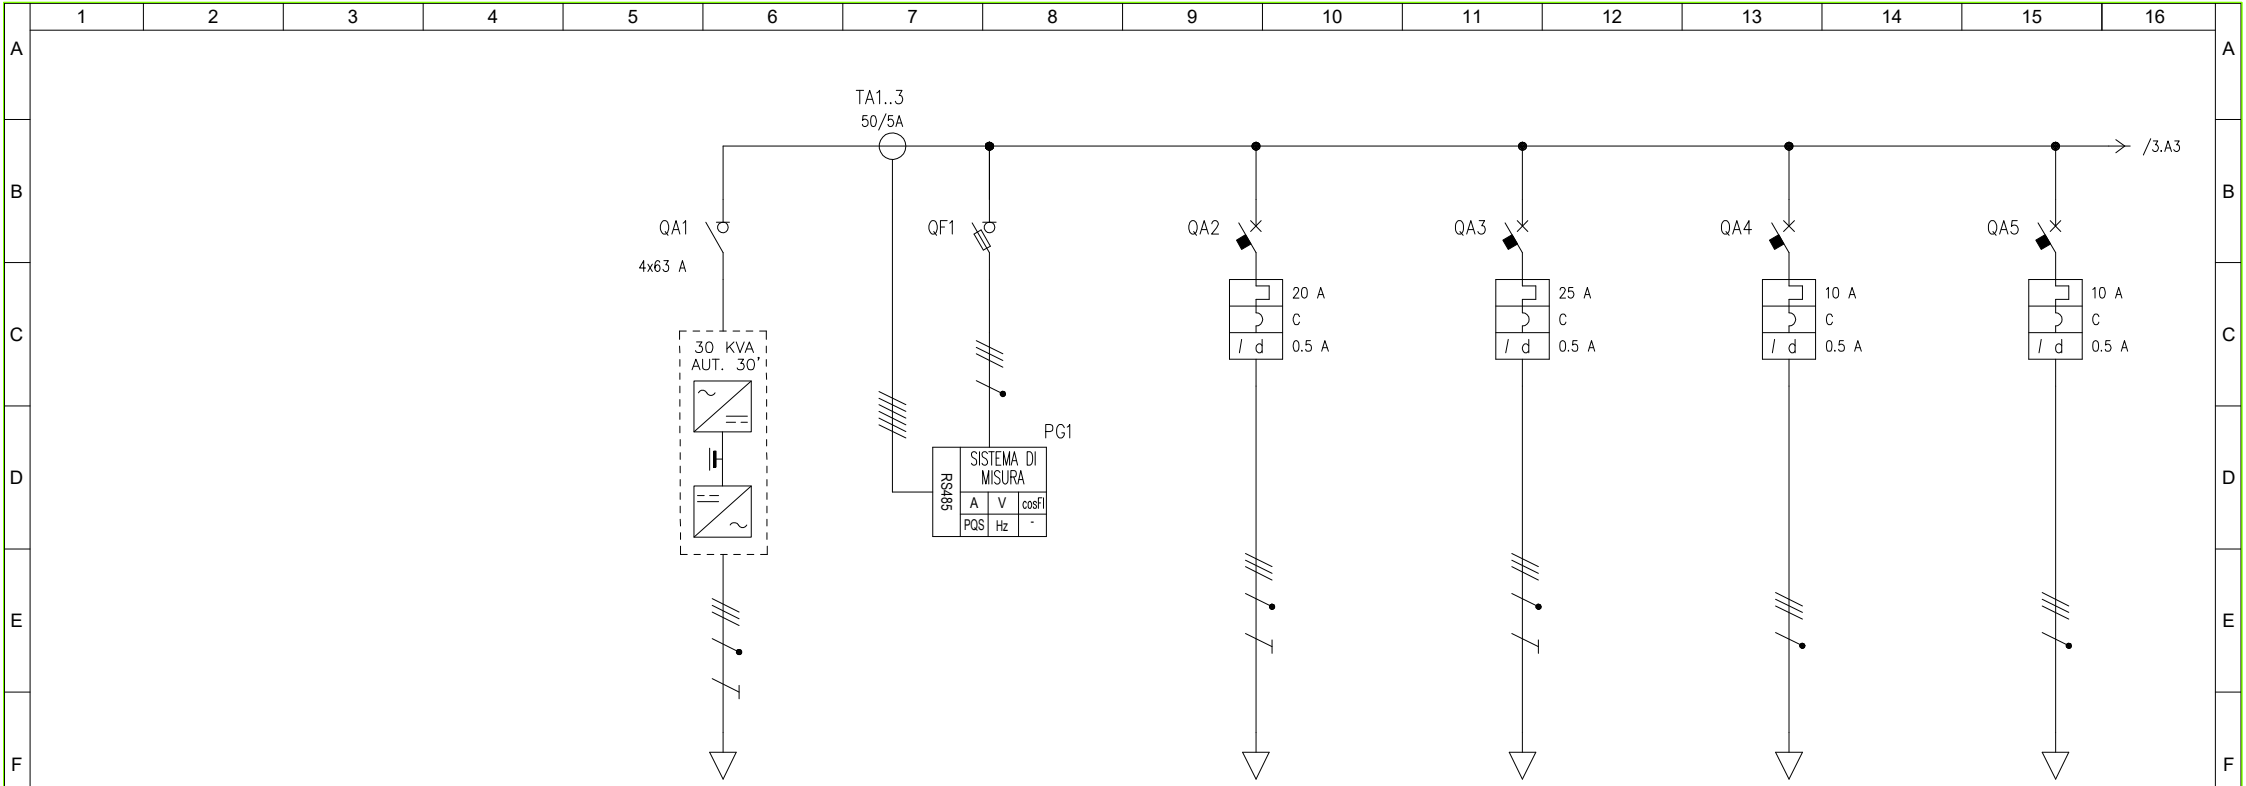 1 2 3 4 5 6 7 8 9 10 11 12 13 14 15 16
A A
TA1..3
50/5A
/3.A3
B B
QA1 QF1 QA2 QA3 QA4 QA5
4x63 A
20 A 25 A 10 A 10 A
C C C C
C C
30 KVA
AUT. 30'
I d 0.5 A I d 0.5 A I d 0.5 A I d 0.5 A
PG1
SISTEMA DI
MISURA
RS485
D D
A V cosFI
PQS Hz -
E E
F F